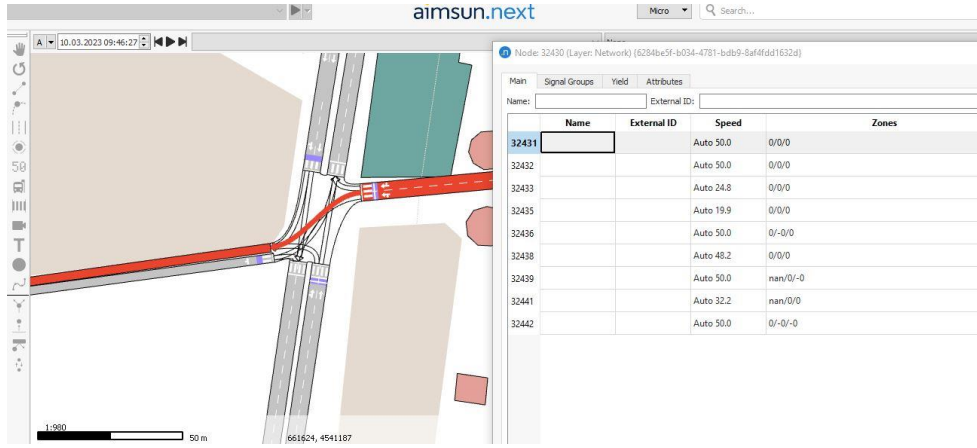 aimsun.next
Micro
Search...
A
10.03.2023 09:46:27
Node: 32430 (Layer: Network) {6284be5f-b034-4781-bdb9-8af4fdd1632d}
Main
Signal Groups
Yield
Attributes
Name:
External ID:
Name External ID Speed Zones
32431 Auto 50.0 0/0/0
32432 Auto 50.0 0/0/0
32433 Auto 24.8 0/0/0
32435 Auto 19.9 0/0/0
32436 Auto 50.0 0/-0/0
32438 Auto 48.2 0/0/0
32439 Auto 50.0 nan/0/-0
32441 Auto 32.2 nan/0/0
32442 Auto 50.0 0/-0/-0
50
T
1:980
50 m
661624, 4541187